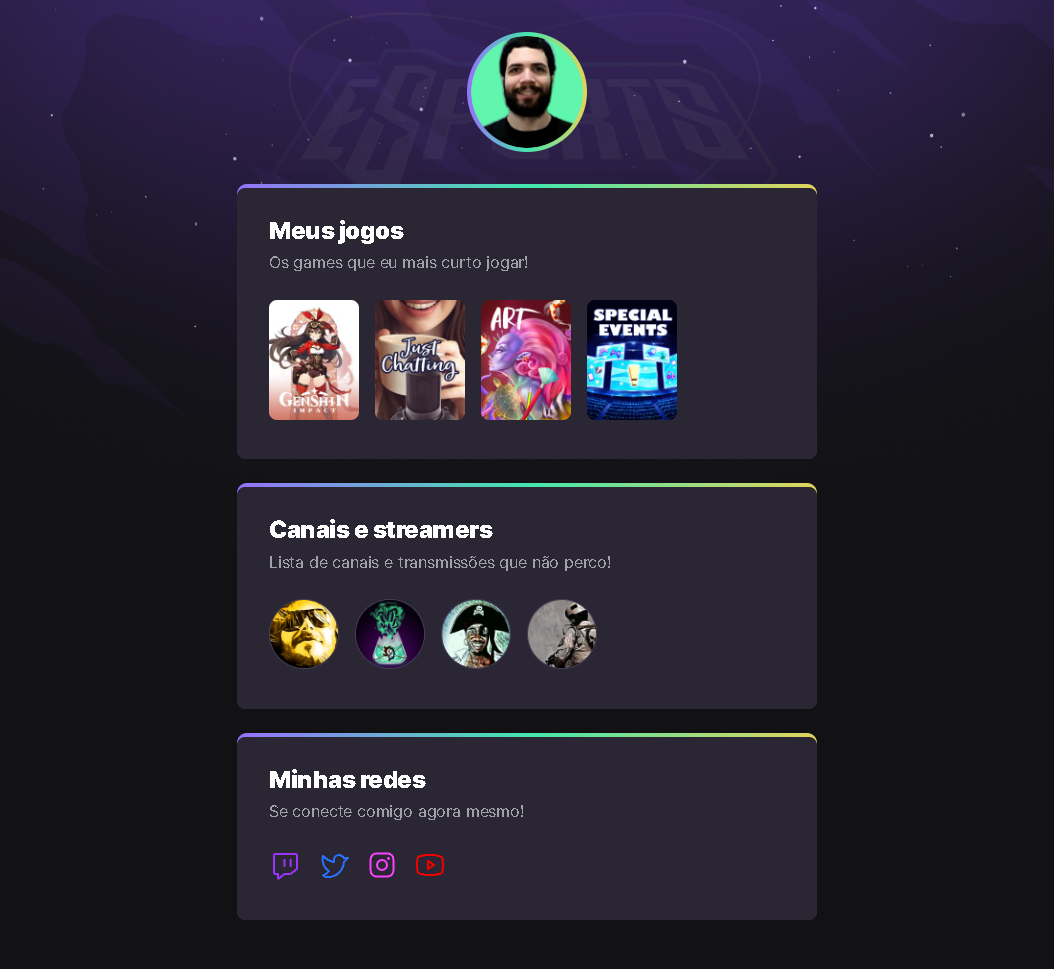 ESPORTS
Meus jogos
Os games que eu mais curto jogar!
GENSHIN
IMPACT
Just
Chatting
ART
SPECIAL
EVENTS
Canais e streamers
Lista de canais e transmissões que não perco!
Minhas redes
Se conecte comigo agora mesmo!